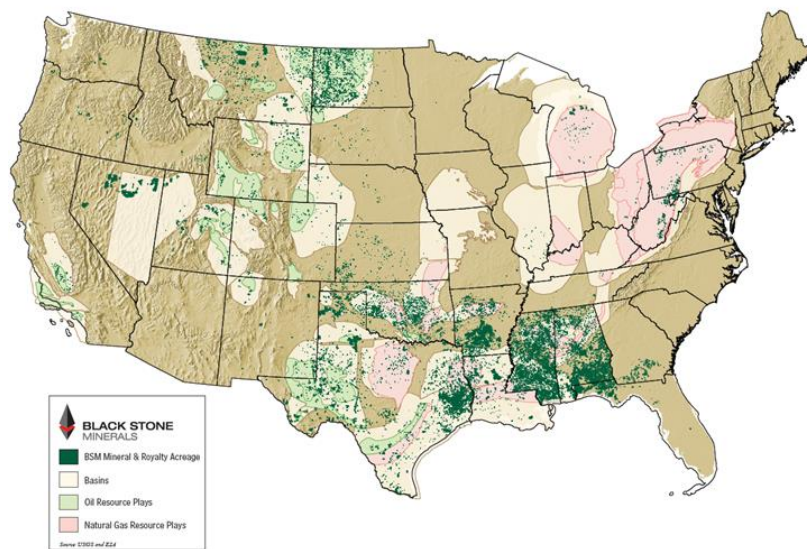 BLACK STONE
MINERALS
BSM Mineral & Royalty Acreage
Basins
Oil Resource Plays
Natural Gas Resource Plays
Source: USGS and EIA